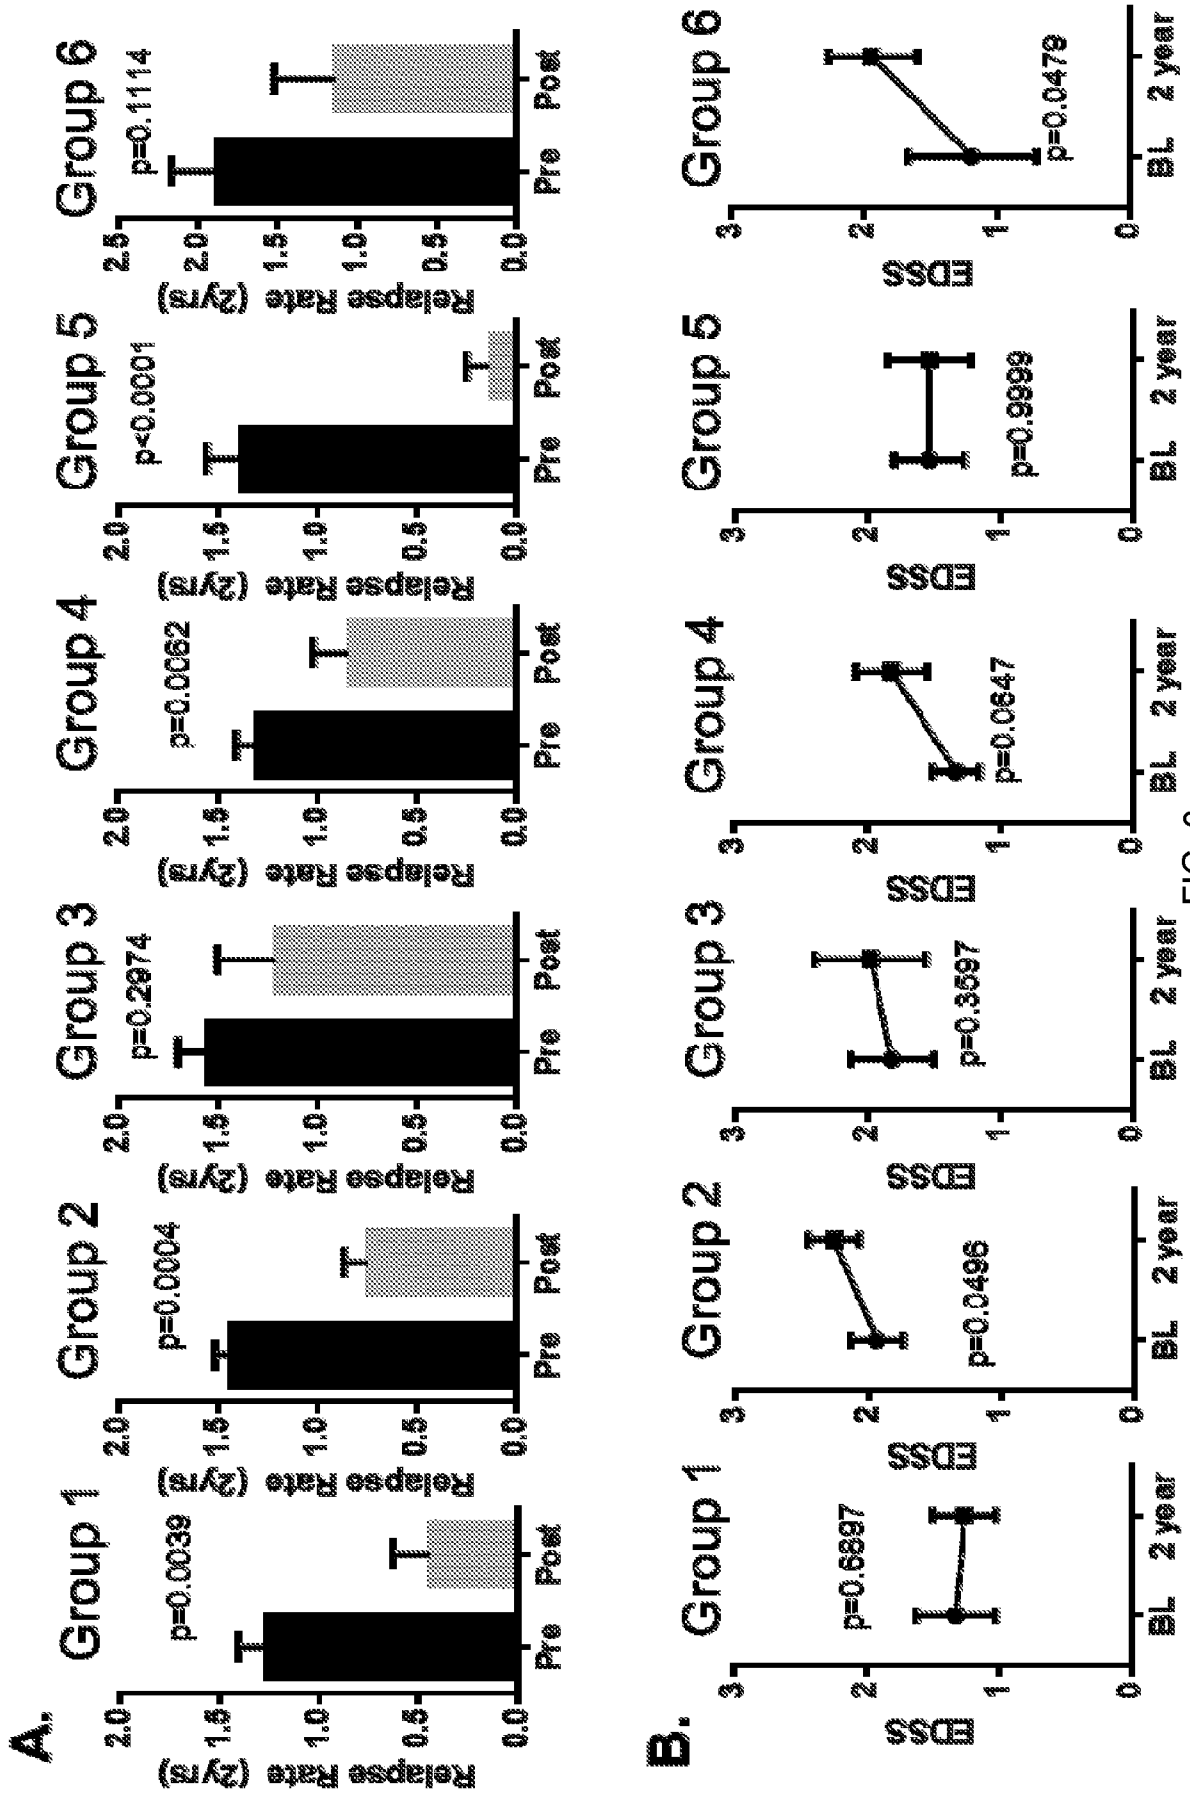 A.
Group 1
p=0.0039
Relapse Rate (2yrs)
2.0
1.5
1.0
0.5
0.0
Pre Post
Group 2
p=0.0004
Relapse Rate (2yrs)
2.0
1.5
1.0
0.5
0.0
Pre Post
Group 3
p=0.2974
Relapse Rate (2yrs)
2.0
1.5
1.0
0.5
0.0
Pre Post
Group 4
p=0.0062
Relapse Rate (2yrs)
2.0
1.5
1.0
0.5
0.0
Pre Post
Group 5
p<0.0001
Relapse Rate (2yrs)
2.0
1.5
1.0
0.5
0.0
Pre Post
Group 6
p=0.1114
Relapse Rate (2yrs)
2.5
2.0
1.5
1.0
0.5
0.0
Pre Post
B.
Group 1
p=0.6897
EDSS
3
2
1
0
BL 2 year
Group 2
p=0.0496
EDSS
3
2
1
0
BL 2 year
Group 3
p=0.3597
EDSS
3
2
1
0
BL 2 year
Group 4
p=0.0647
EDSS
3
2
1
0
BL 2 year
Group 5
p=0.9999
EDSS
3
2
1
0
BL 2 year
Group 6
p=0.0479
EDSS
3
2
1
0
BL 2 year